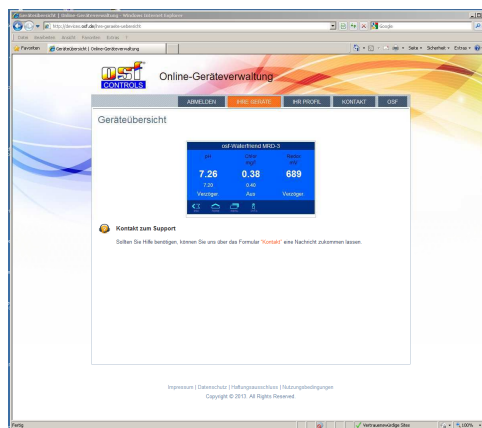 Geräteübersicht | Online-Geräteverwaltung - Windows Internet Explorer
Google
Datei Bearbeiten Ansicht Favoriten Extras ?
Favoriten Geräteübersicht | Online-Geräteverwaltung
Seite Sicherheit Extras
osf
CONTROLS
Online-Geräteverwaltung
ABMELDEN IHRE GERÄTE IHR PROFIL KONTAKT OSF
Geräteübersicht
osf-Waterfriend MRD-3
pH Chlor Redox
mg/l mV
7.26 0.38 689
7.20 0.40
Verzöger. Aus Verzöger.
Kontakt zum Support
Sollten Sie Hilfe benötigen, können Sie uns über das Formular "Kontakt" eine Nachricht zukommen lassen.
Impressum | Datenschutz | Haftungsausschluss | Nutzungsbedingungen
Copyright © 2013. All Rights Reserved.
Fertig Vertrauenswürdige Sites 100%